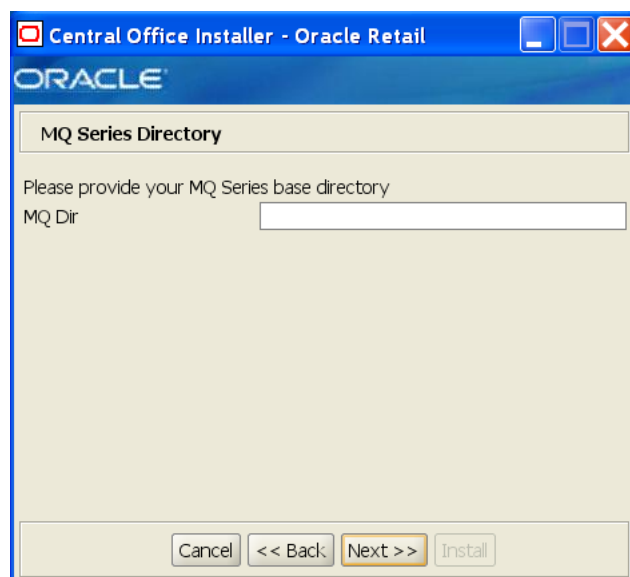 Central Office Installer - Oracle Retail
ORACLE
MQ Series Directory
Please provide your MQ Series base directory
MQ Dir
Cancel << Back Next >> Install